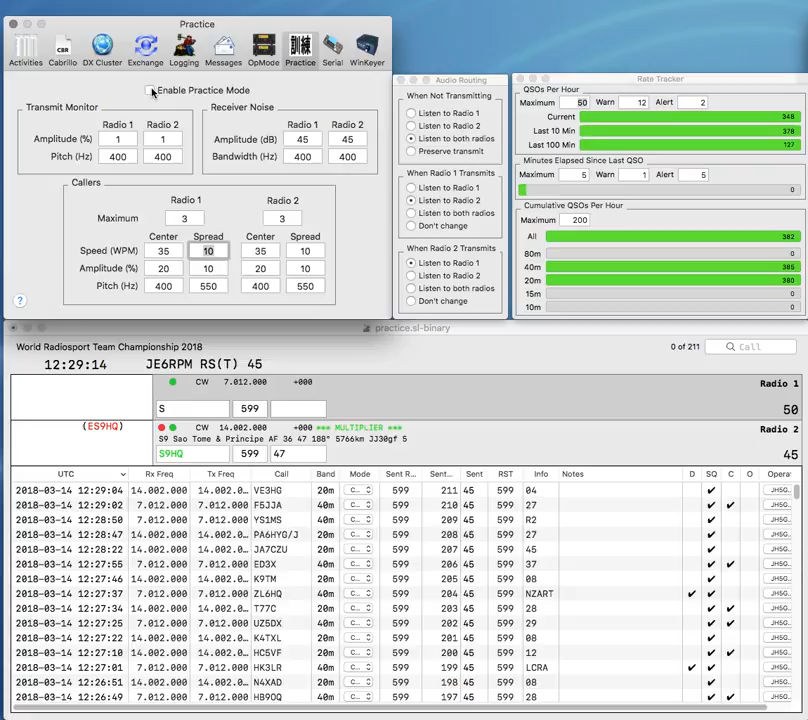 Practice
CBR
訓練
Activities Cabrillo DX Cluster Exchange Logging Messages OpMode Practice Serial WinKeyer
Enable Practice Mode
Transmit Monitor
Radio 1 Radio 2
Amplitude (%) 1 1
Pitch (Hz) 400 400
Receiver Noise
Radio 1 Radio 2
Amplitude (dB) 45 45
Bandwidth (Hz) 400 400
Callers
Radio 1 Radio 2
Maximum 3 3
Center Spread Center Spread
Speed (WPM) 35 10 35 10
Amplitude (%) 20 10 20 10
Pitch (Hz) 400 550 400 550
?
Audio Routing
When Not Transmitting
Listen to Radio 1
Listen to Radio 2
Listen to both radios
Preserve transmit
When Radio 1 Transmits
Listen to Radio 1
Listen to Radio 2
Listen to both radios
Don't change
When Radio 2 Transmits
Listen to Radio 1
Listen to Radio 2
Listen to both radios
Don't change
Rate Tracker
QSOs Per Hour
Maximum 50 Warn 12 Alert 2
Current 348
Last 10 Min 378
Last 100 Min 127
Minutes Elapsed Since Last QSO
Maximum 5 Warn 1 Alert 5
0
Cumulative QSOs Per Hour
Maximum 200
All 382
80m 0
40m 385
20m 380
15m 0
10m 0
practice.sl-binary
World Radiosport Team Championship 2018 0 of 211 Call
12:29:14 JE6RPM RS(T) 45
CW 7.012.000 +000 Radio 1
S 599 50
(ES9HQ) CW 14.002.000 +000 *** MULTIPLIER *** Radio 2
S9 Sao Tome & Principe AF 36 47 188° 5766km JJ30gf 5
S9HQ 599 47 45
UTC Rx Freq Tx Freq Call Band Mode Sent R... Sent... Sent RST Info Notes D SQ C O Opera
2018-03-14 12:29:04 14.002.000 14.002.0... VE3HG 20m C... 599 211 45 599 04 ✔ JH5G...
2018-03-14 12:29:02 7.012.000 7.012.000 F5JJA 40m C... 599 210 45 599 27 ✔ ✔ JH5G...
2018-03-14 12:28:50 7.012.000 7.012.000 YS1MS 40m C... 599 209 45 599 R2 ✔ JH5G...
2018-03-14 12:28:47 14.002.000 14.002.0... PA6HYG/J 20m C... 599 208 45 599 27 ✔ JH5G...
2018-03-14 12:28:22 14.002.000 14.002.0... JA7CZU 20m C... 599 207 45 599 45 ✔ JH5G...
2018-03-14 12:27:55 7.012.000 7.012.000 ED3X 40m C... 599 206 45 599 37 ✔ ✔ JH5G...
2018-03-14 12:27:46 14.002.000 14.002.0... K9TM 20m C... 599 205 45 599 08 ✔ JH5G...
2018-03-14 12:27:37 7.012.000 7.012.000 ZL6HQ 40m C... 599 204 45 599 NZART ✔ ✔ JH5G...
2018-03-14 12:27:34 14.002.000 14.002.0... T77C 20m C... 599 203 45 599 28 ✔ ✔ JH5G...
2018-03-14 12:27:25 7.012.000 7.012.000 UZ5DX 40m C... 599 202 45 599 29 ✔ ✔ JH5G...
2018-03-14 12:27:22 14.002.000 14.002.0... K4TXL 20m C... 599 201 45 599 08 ✔ JH5G...
2018-03-14 12:27:10 14.002.000 14.002.0... HC5VF 20m C... 599 200 45 599 12 ✔ ✔ JH5G...
2018-03-14 12:27:01 7.012.000 7.012.000 HK3LR 40m C... 599 199 45 599 LCRA ✔ ✔ JH5G...
2018-03-14 12:26:51 14.002.000 14.002.0... N4XAD 20m C... 599 198 45 599 08 ✔ JH5G...
2018-03-14 12:26:49 7.012.000 7.012.000 HB9OQ 40m C... 599 197 45 599 28 ✔ ✔ JH5G...